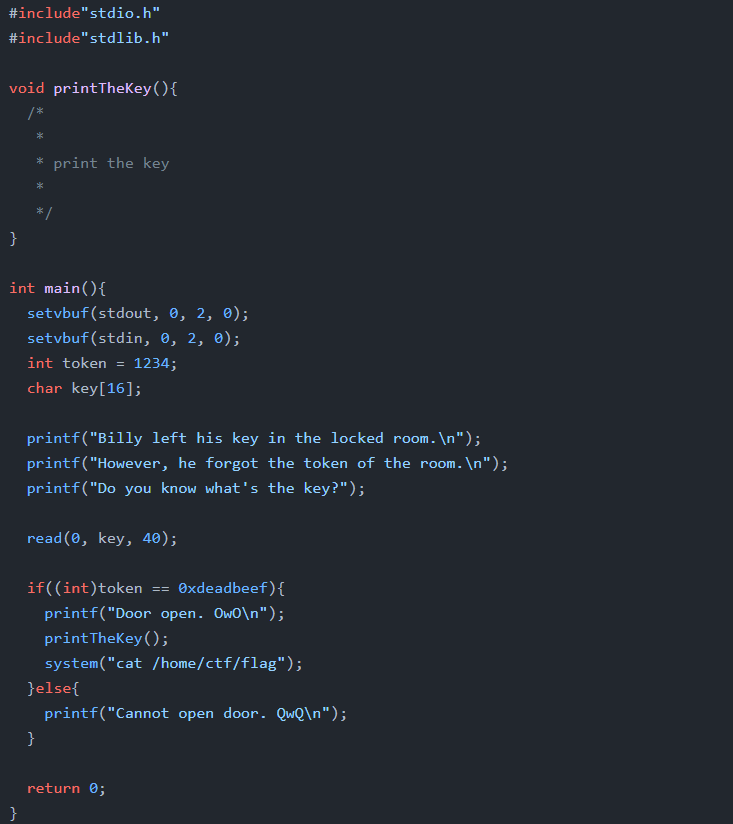 #include"stdio.h"
#include"stdlib.h"

void printTheKey(){
  /*
   *
   * print the key
   *
   */
}

int main(){
  setvbuf(stdout, 0, 2, 0);
  setvbuf(stdin, 0, 2, 0);
  int token = 1234;
  char key[16];

  printf("Billy left his key in the locked room.\n");
  printf("However, he forgot the token of the room.\n");
  printf("Do you know what's the key?");

  read(0, key, 40);

  if((int)token == 0xdeadbeef){
    printf("Door open. OwO\n");
    printTheKey();
    system("cat /home/ctf/flag");
  }else{
    printf("Cannot open door. QwQ\n");
  }

  return 0;
}